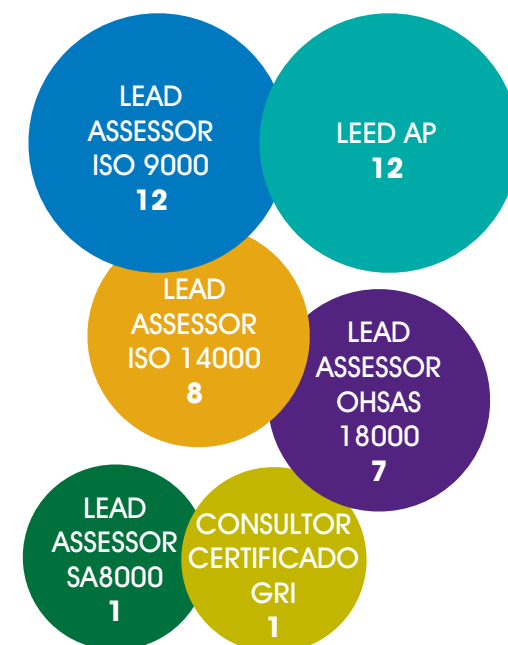 LEAD
ASSESSOR
ISO 9000
12
LEED AP
12
LEAD
ASSESSOR
ISO 14000
8
LEAD
ASSESSOR
OHSAS
18000
7
LEAD
ASSESSOR
SA8000
1
CONSULTOR
CERTIFICADO
GRI
1